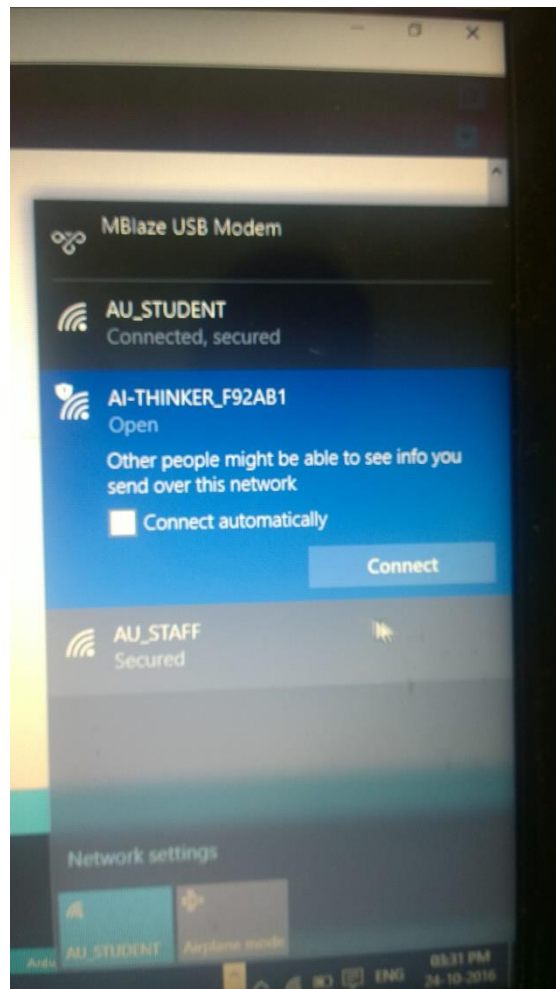 MBlaze USB Modem
AU_STUDENT
Connected, secured
AI-THINKER_F92AB1
Open
Other people might be able to see info you
send over this network
Connect automatically
Connect
AU_STAFF
Secured
Network settings
AU_STUDENT
Airplane mode
Ardu
03:31 PM
ENG
24-10-2016